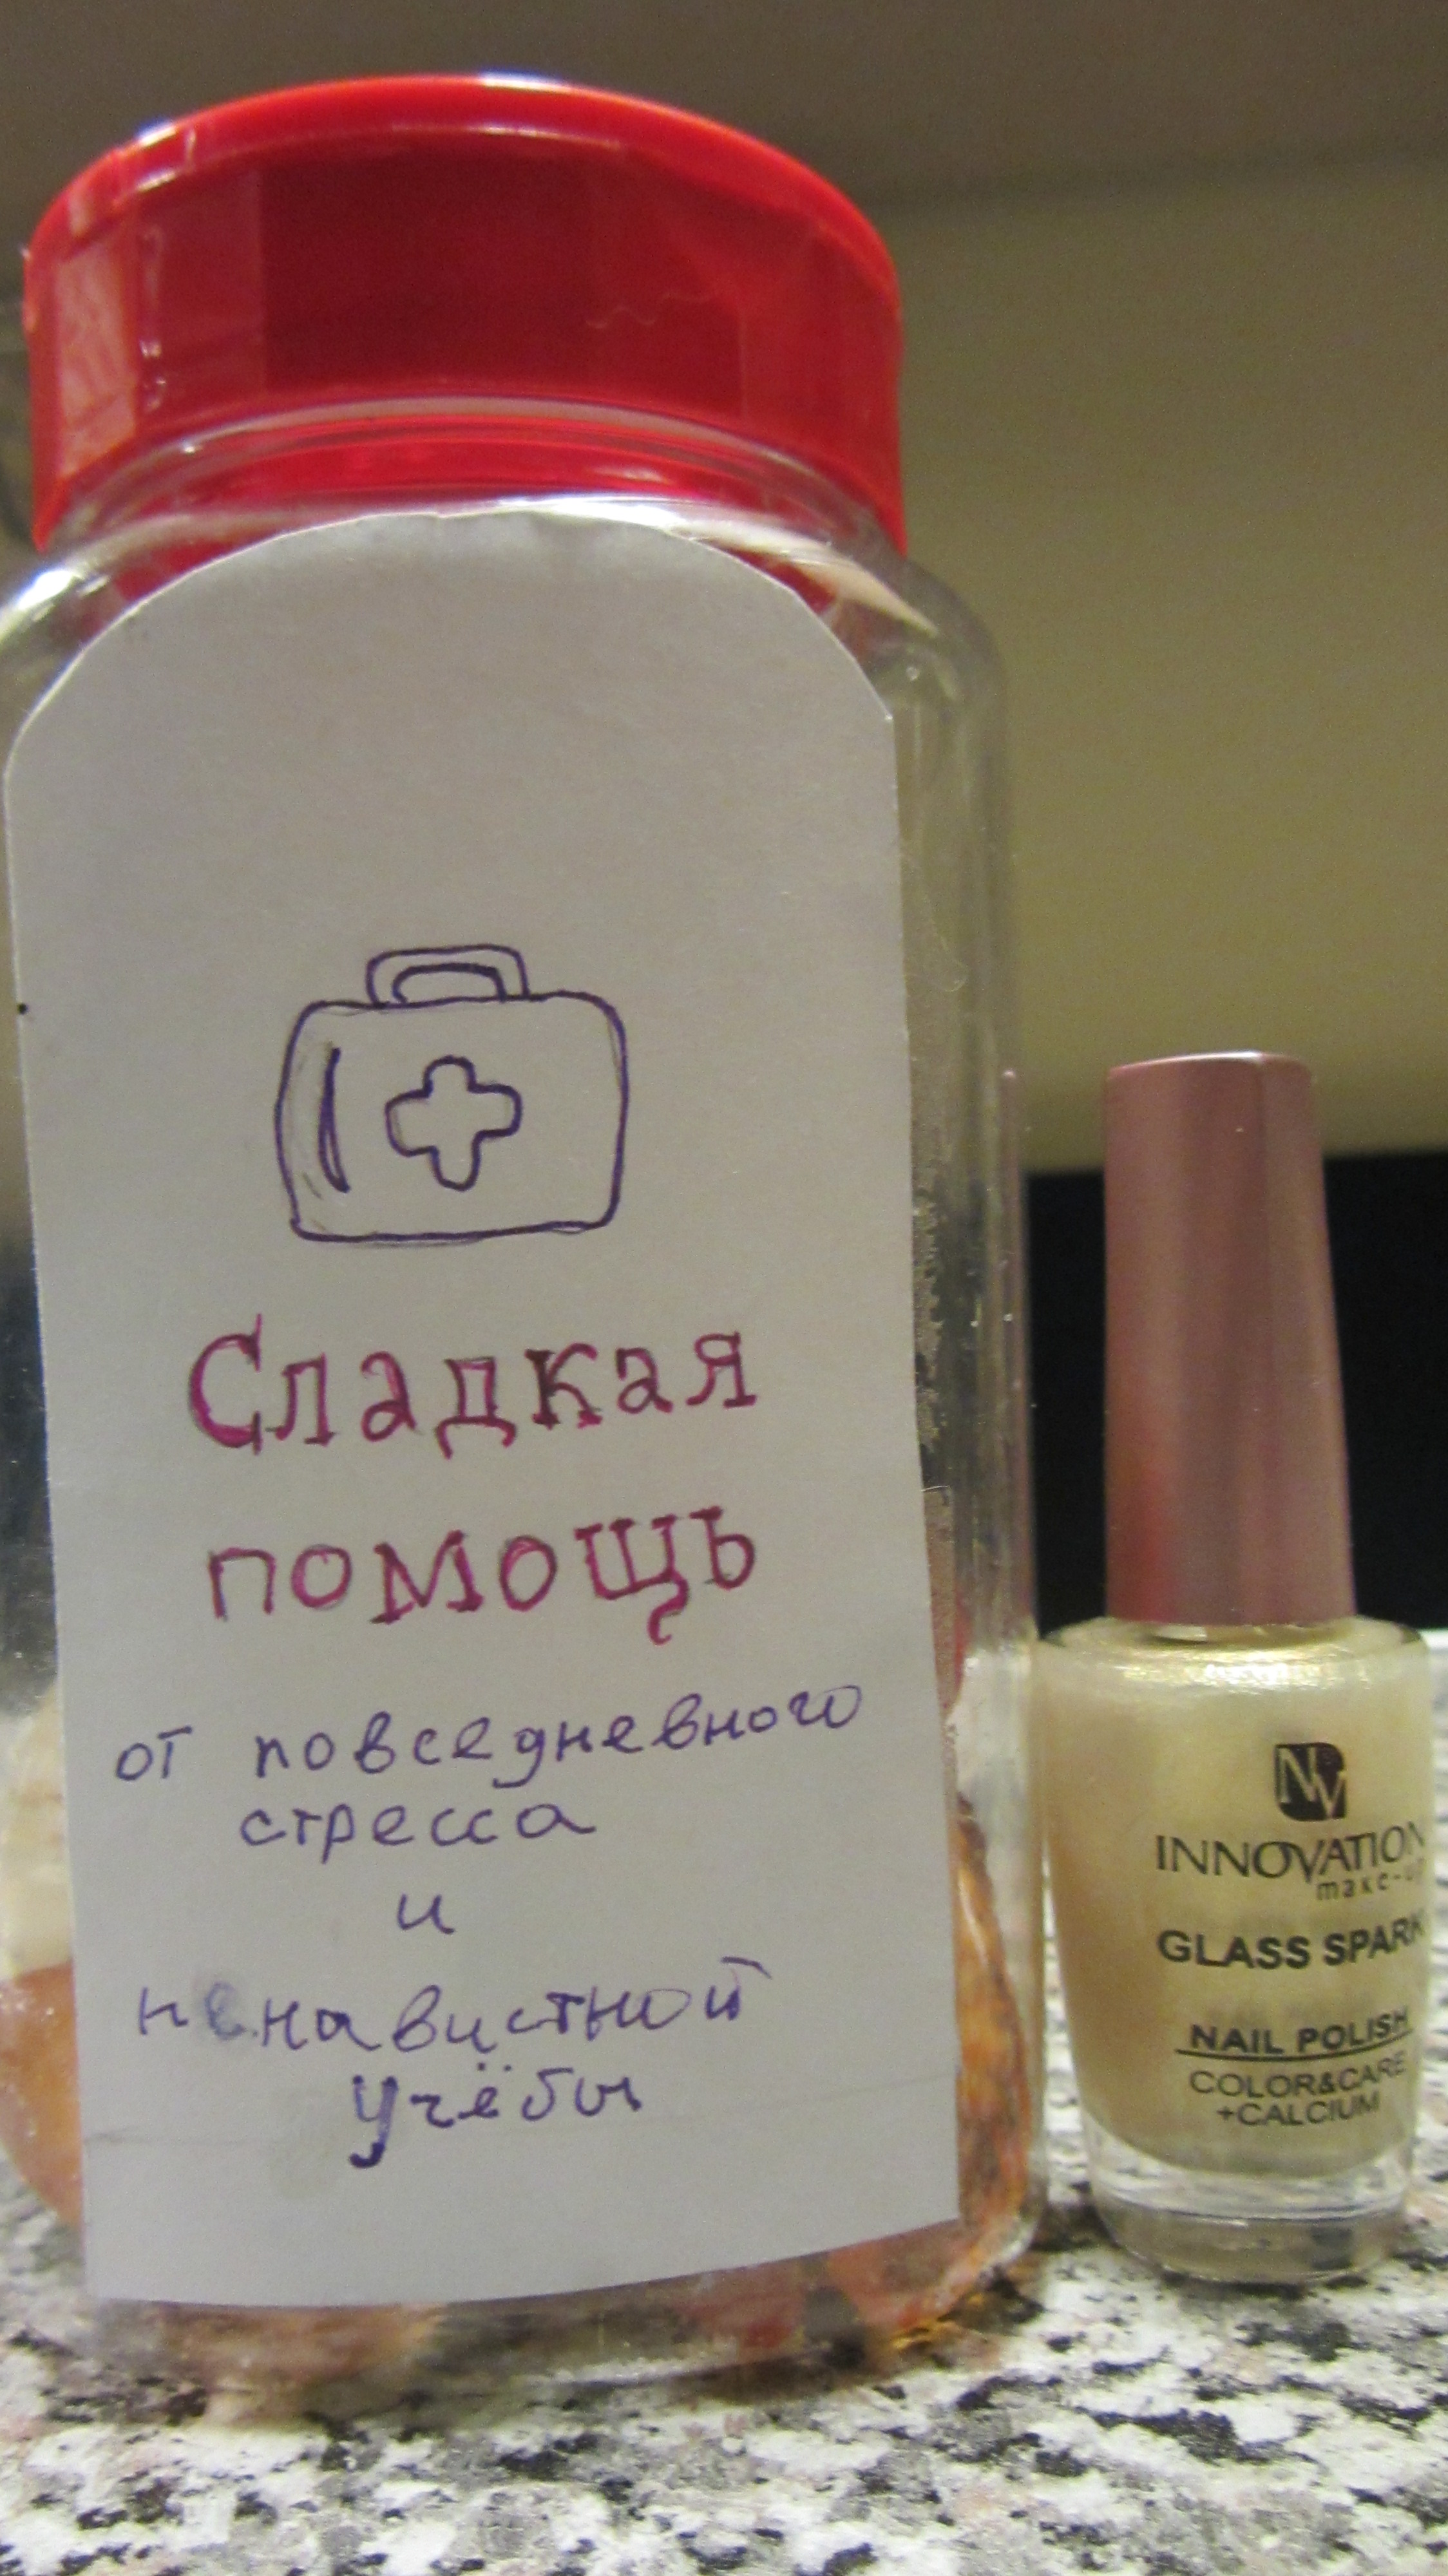 Сладкая
помощь
от повседневного
стресса
и
ненавистной
учёбы
NV
INNOVATION
make-up
GLASS SPARK
NAIL POLISH
COLOR&CARE
+CALCIUM